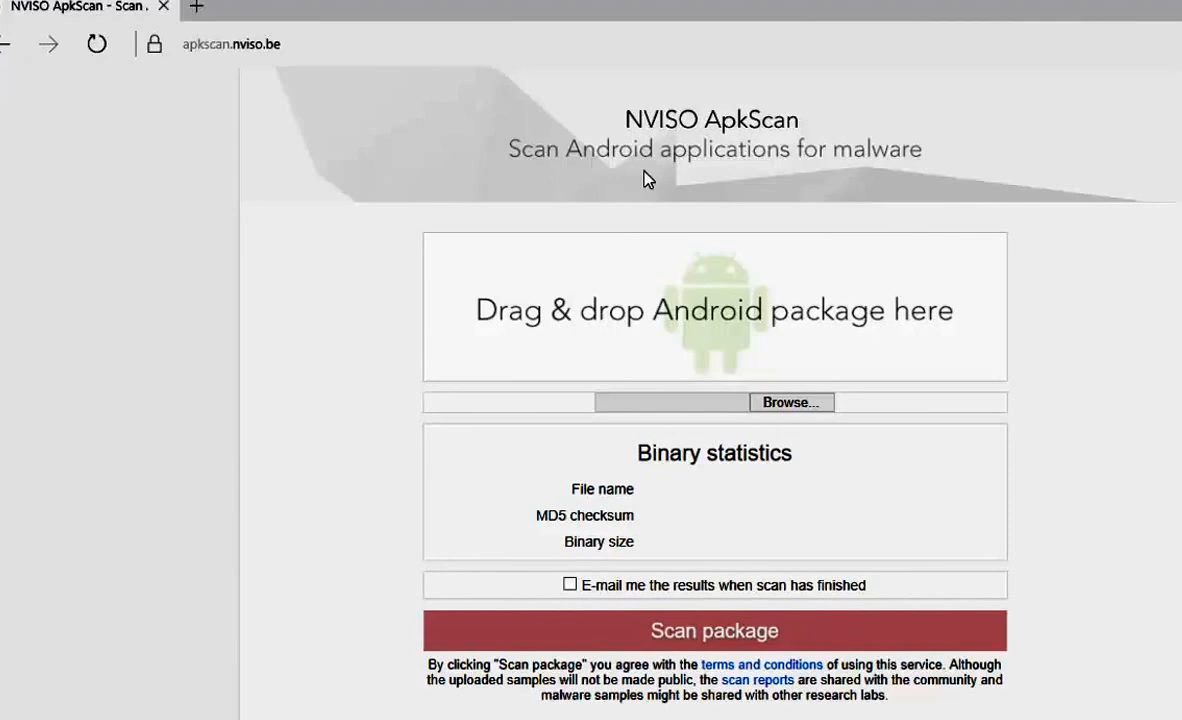 NVISO ApkScan - Scan .
apkscan.nviso.be
NVISO ApkScan
Scan Android applications for malware
Drag & drop Android package here
Browse...
Binary statistics
File name
MD5 checksum
Binary size
E-mail me the results when scan has finished
Scan package
By clicking "Scan package" you agree with the terms and conditions of using this service. Although
the uploaded samples will not be made public, the scan reports are shared with the community and
malware samples might be shared with other research labs.